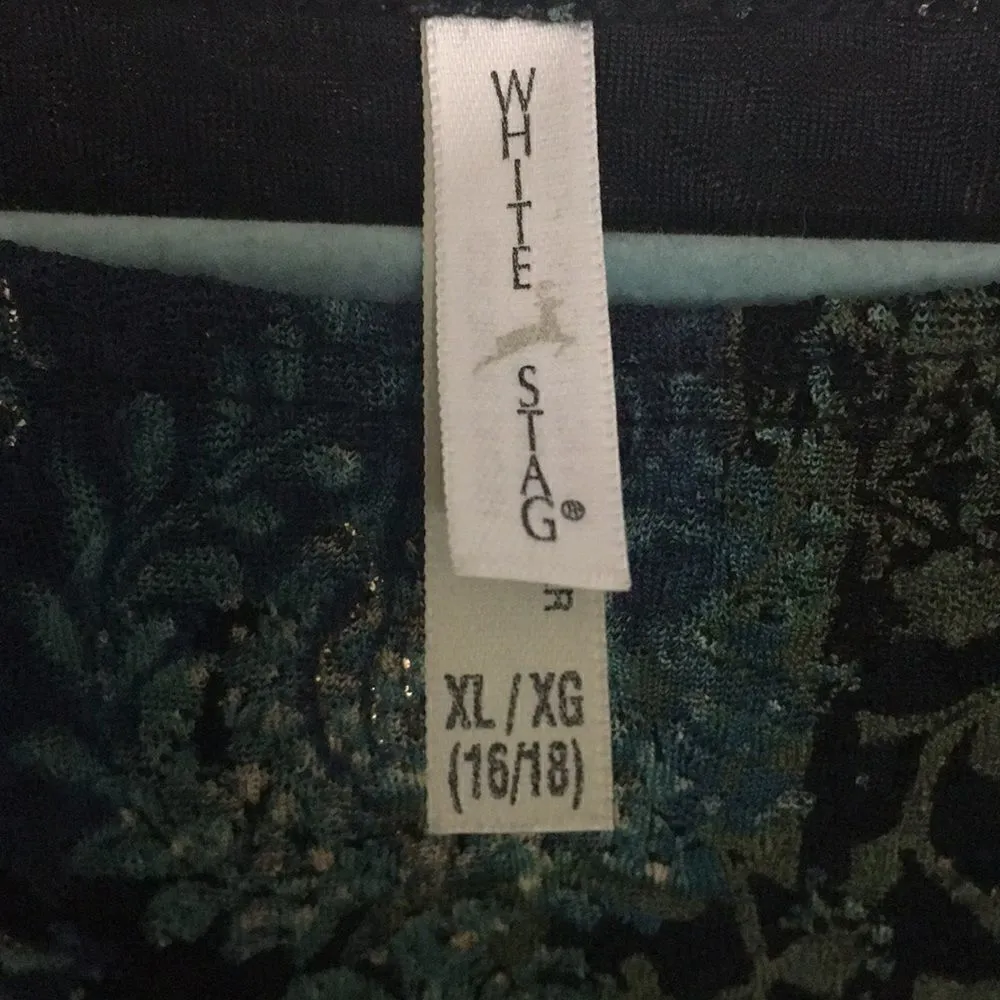 WHITE
STAG®
R
XL / XG
(16/18)